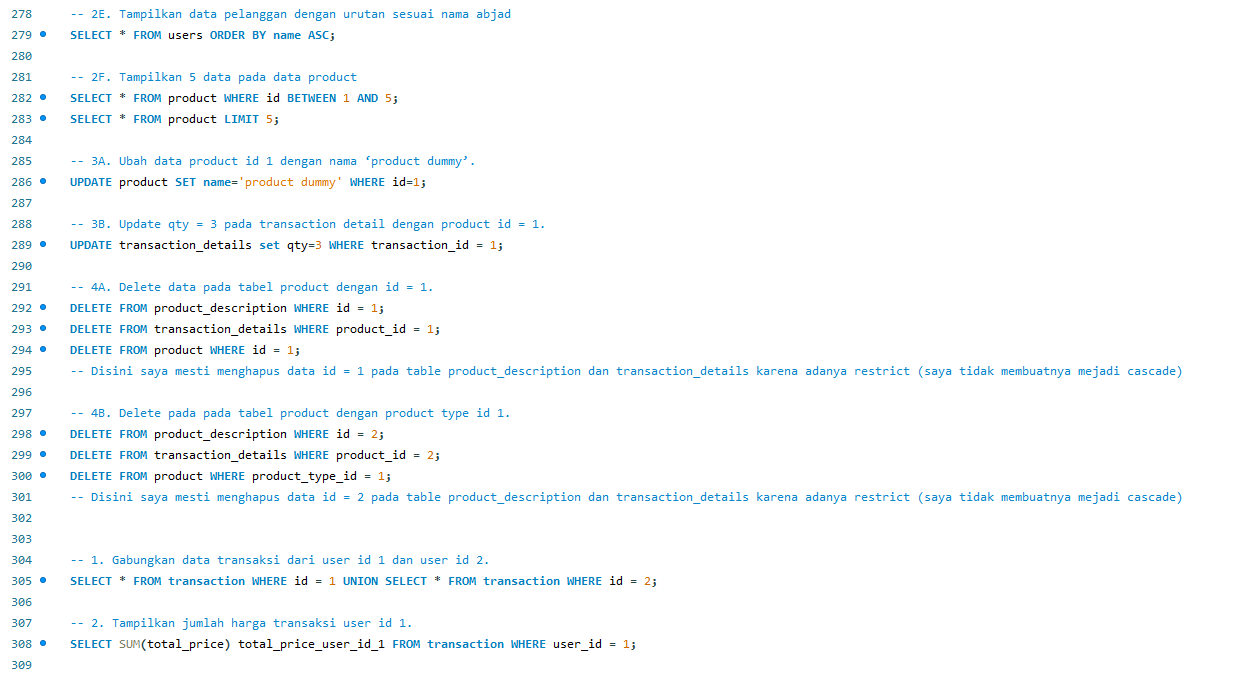 278 -- 2E. Tampilkan data pelanggan dengan urutan sesuai nama abjad
279 SELECT * FROM users ORDER BY name ASC;
280
281 -- 2F. Tampilkan 5 data pada data product
282 SELECT * FROM product WHERE id BETWEEN 1 AND 5;
283 SELECT * FROM product LIMIT 5;
284
285 -- 3A. Ubah data product id 1 dengan nama ‘product dummy’.
286 UPDATE product SET name='product dummy' WHERE id=1;
287
288 -- 3B. Update qty = 3 pada transaction detail dengan product id = 1.
289 UPDATE transaction_details set qty=3 WHERE transaction_id = 1;
290
291 -- 4A. Delete data pada tabel product dengan id = 1.
292 DELETE FROM product_description WHERE id = 1;
293 DELETE FROM transaction_details WHERE product_id = 1;
294 DELETE FROM product WHERE id = 1;
295 -- Disini saya mesti menghapus data id = 1 pada table product_description dan transaction_details karena adanya restrict (saya tidak membuatnya mejadi cascade)
296
297 -- 4B. Delete pada pada tabel product dengan product type id 1.
298 DELETE FROM product_description WHERE id = 2;
299 DELETE FROM transaction_details WHERE product_id = 2;
300 DELETE FROM product WHERE product_type_id = 1;
301 -- Disini saya mesti menghapus data id = 2 pada table product_description dan transaction_details karena adanya restrict (saya tidak membuatnya mejadi cascade)
302
303
304 -- 1. Gabungkan data transaksi dari user id 1 dan user id 2.
305 SELECT * FROM transaction WHERE id = 1 UNION SELECT * FROM transaction WHERE id = 2;
306
307 -- 2. Tampilkan jumlah harga transaksi user id 1.
308 SELECT SUM(total_price) total_price_user_id_1 FROM transaction WHERE user_id = 1;
309